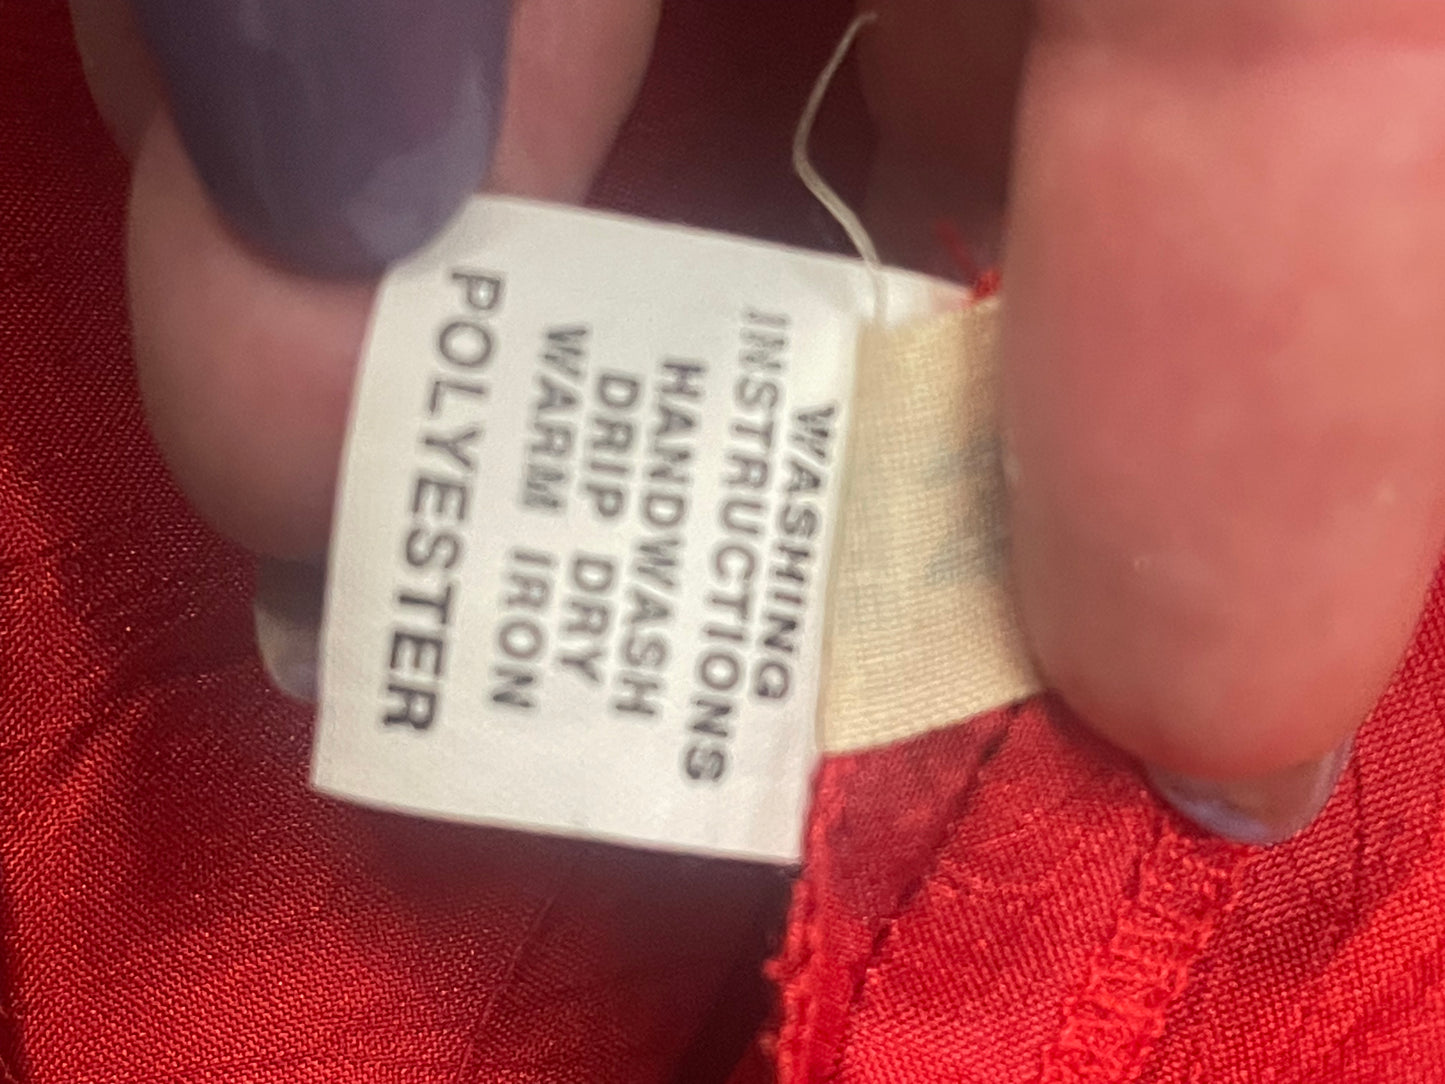 WASHING
INSTRUCTIONS
HANDWASH
DRIP DRY
WARM IRON
POLYESTER